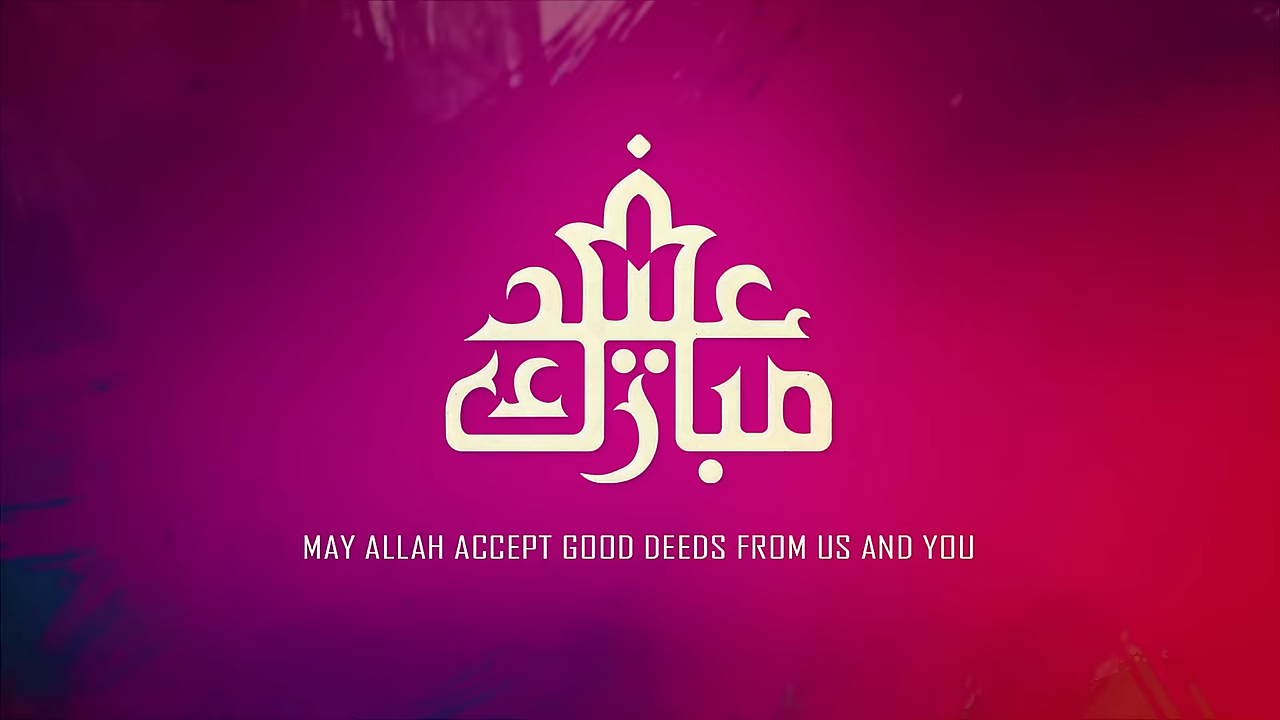 عيد
مبارك
MAY ALLAH ACCEPT GOOD DEEDS FROM US AND YOU